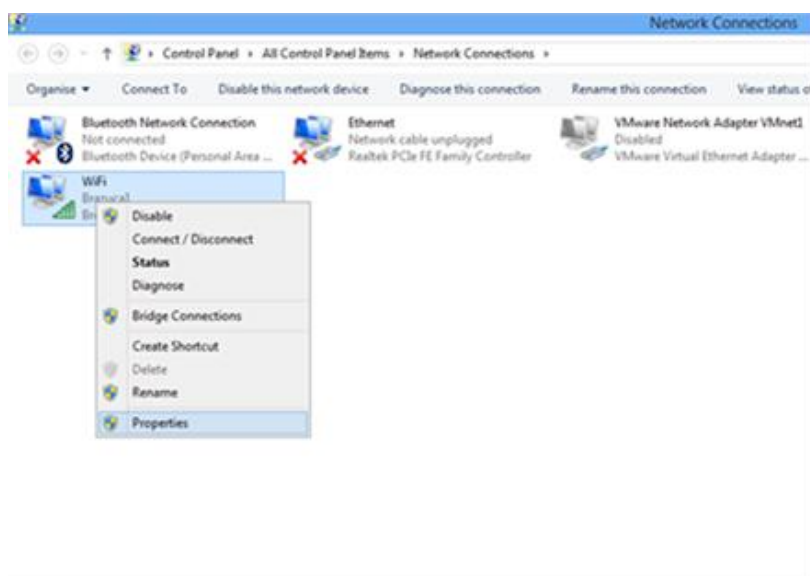 Network Connections
Control Panel All Control Panel Items Network Connections
Organise Connect To Disable this network device Diagnose this connection Rename this connection View status o
Bluetooth Network Connection
Not connected
Bluetooth Device (Personal Area ...
Ethernet
Network cable unplugged
Realtek PCIe FE Family Controller
VMware Network Adapter VMnet1
Disabled
VMware Virtual Ethernet Adapter ...
WiFi
Disable
Connect / Disconnect
Status
Diagnose
Bridge Connections
Create Shortcut
Delete
Rename
Properties